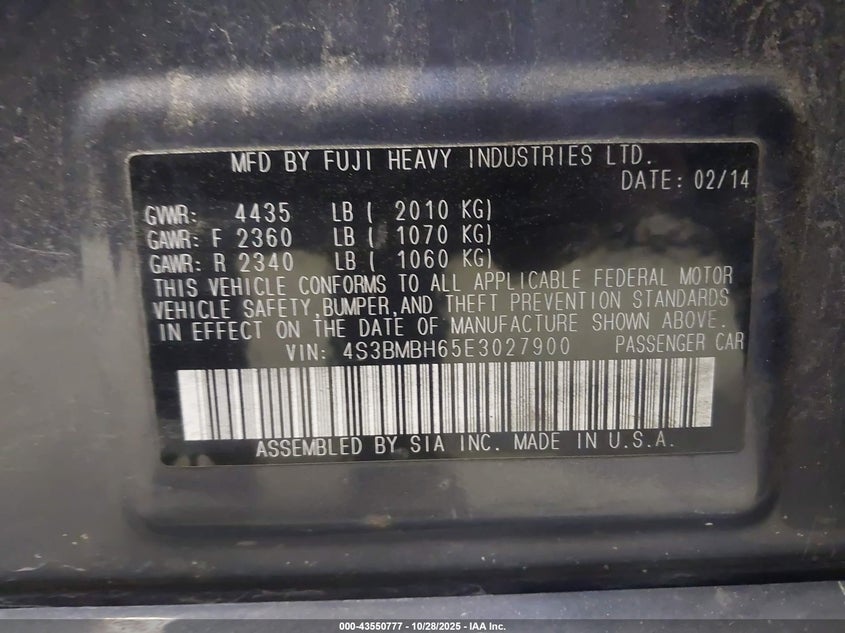 MFD BY FUJI HEAVY INDUSTRIES LTD.
DATE: 02/14
GVWR: 4435 LB ( 2010 KG)
GAWR: F 2360 LB ( 1070 KG)
GAWR: R 2340 LB ( 1060 KG)
THIS VEHICLE CONFORMS TO ALL APPLICABLE FEDERAL MOTOR
VEHICLE SAFETY,BUMPER,AND THEFT PREVENTION STANDARDS
IN EFFECT ON THE DATE OF MANUFACTURE SHOWN ABOVE.
VIN: 4S3BMBH65E3027900 PASSENGER CAR
ASSEMBLED BY SIA INC. MADE IN U.S.A.
000-43550777 - 10/28/2025 - IAA Inc.